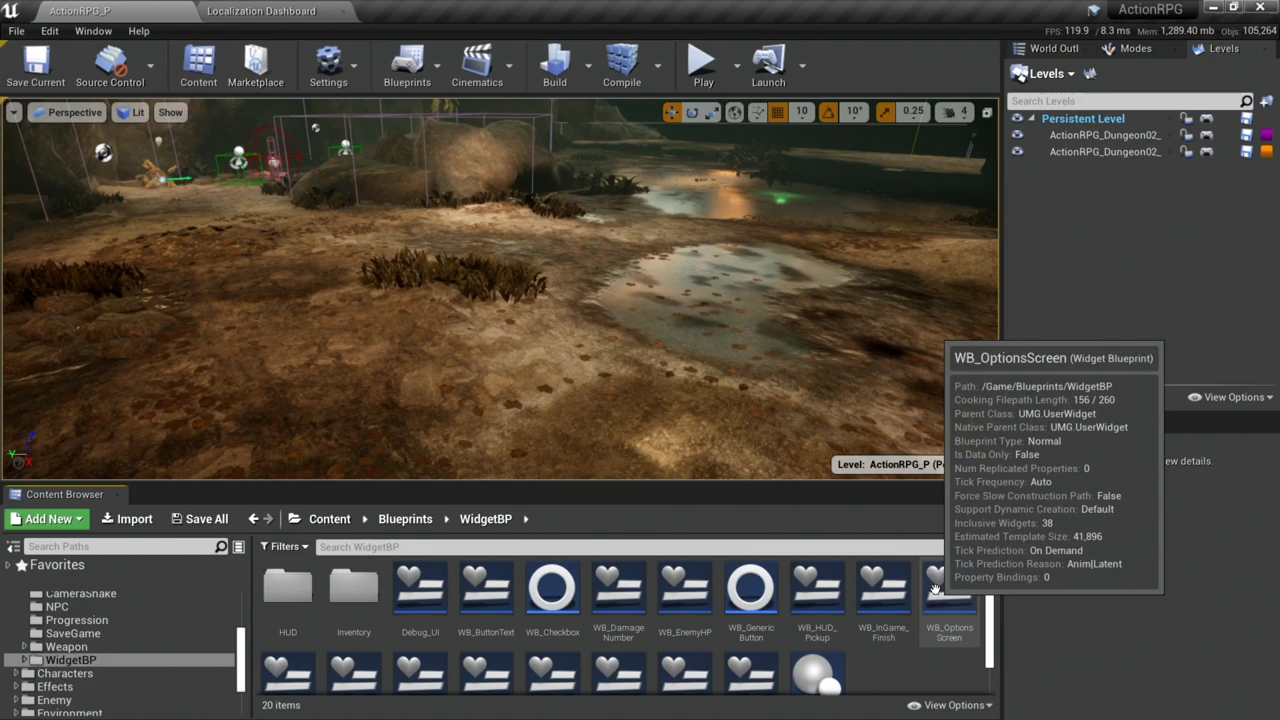 ActionRPG_P
Localization Dashboard
ActionRPG
File
Edit
Window
Help
FPS: 119.9 / 8.3 ms
Mem: 1,289.40 mb
Objs: 105,264
Save Current
Source Control
Content
Marketplace
Settings
Blueprints
Cinematics
Build
Compile
Play
Launch
World Outl
Modes
Levels
Levels
Search Levels
Persistent Level
ActionRPG_Dungeon02_
ActionRPG_Dungeon02_
Perspective
Lit
Show
10
10°
0.25
4
WB_OptionsScreen (Widget Blueprint)
Path: /Game/Blueprints/WidgetBP
Cooking Filepath Length: 156 / 260
Parent Class: UMG.UserWidget
Native Parent Class: UMG.UserWidget
Blueprint Type: Normal
Is Data Only: False
Num Replicated Properties: 0
Tick Frequency: Auto
Force Slow Construction Path: False
Support Dynamic Creation: Default
Inclusive Widgets: 38
Estimated Template Size: 41,896
Tick Prediction: On Demand
Tick Prediction Reason: Anim|Latent
Property Bindings: 0
View Options
ew details.
Level: ActionRPG_P (P
Content Browser
Add New
Import
Save All
Content
Blueprints
WidgetBP
Search Paths
Filters
Search WidgetBP
Favorites
CameraShake
NPC
Progression
SaveGame
Weapon
WidgetBP
Characters
Effects
Enemy
Environment
HUD
Inventory
Debug_UI
WB_ButtonText
WB_Checkbox
WB_Damage
Number
WB_EnemyHP
WB_Generic
Button
WB_HUD_
Pickup
WB_InGame_
Finish
WB_Options
Screen
20 items
View Options